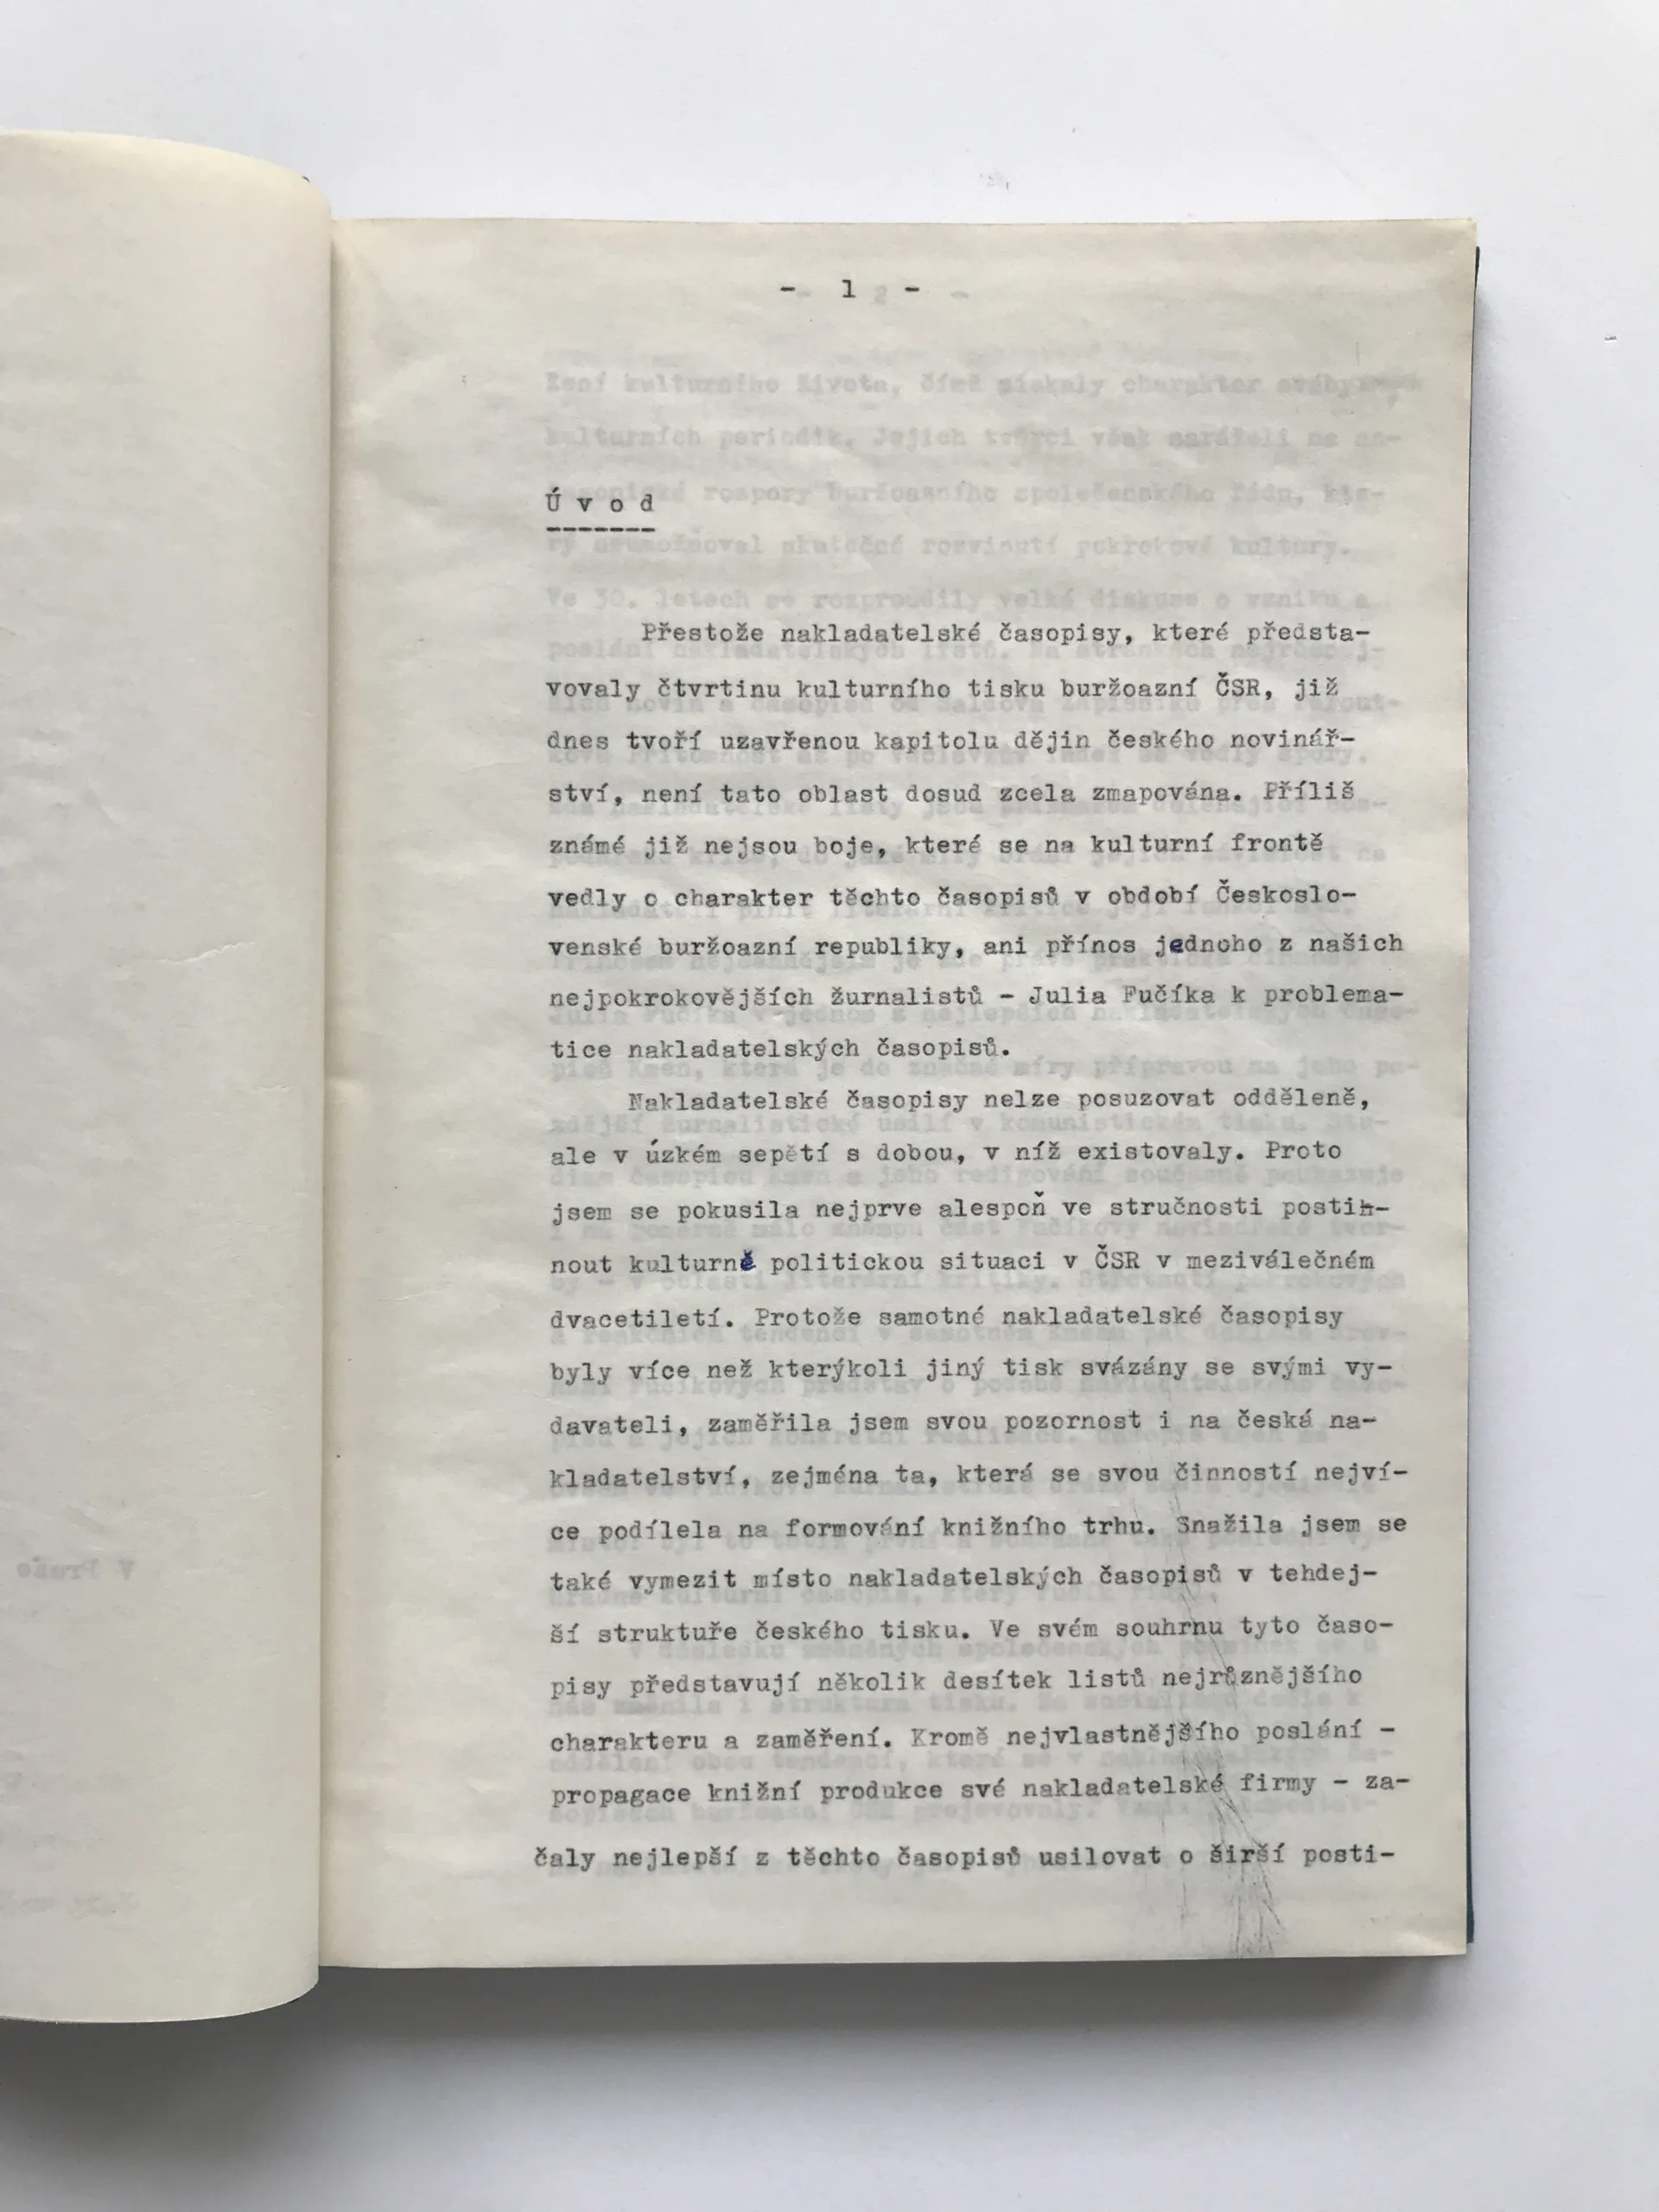 - 1 -
Ú v o d
Přestože nakladatelské časopisy, které předsta-
vovaly čtvrtinu kulturního tisku buržoazní ČSR, již
dnes tvoří uzavřenou kapitolu dějin českého novinář-
ství, není tato oblast dosud zcela zmapována. Příliš
známé již nejsou boje, které se na kulturní frontě
vedly o charakter těchto časopisů v období Českoslo-
venské buržoazní republiky, ani přínos jednoho z našich
nejpokrokovějších žurnalistů - Julia Fučíka k problema-
tice nakladatelských časopisů.
Nakladatelské časopisy nelze posuzovat odděleně,
ale v úzkém sepětí s dobou, v níž existovaly. Proto
jsem se pokusila nejprve alespoň ve stručnosti postih-
nout kulturně politickou situaci v ČSR v meziválečném
dvacetiletí. Protože samotné nakladatelské časopisy
byly více než kterýkoli jiný tisk svázány se svými vy-
davateli, zaměřila jsem svou pozornost i na česká na-
kladatelství, zejména ta, která se svou činností nejví-
ce podílela na formování knižního trhu. Snažila jsem se
také vymezit místo nakladatelských časopisů v tehdej-
ší struktuře českého tisku. Ve svém souhrnu tyto časo-
pisy představují několik desítek listů nejrůznějšího
charakteru a zaměření. Kromě nejvlastnějšího poslání -
propagace knižní produkce své nakladatelské firmy - za-
čaly nejlepší z těchto časopisů usilovat o širší posti-